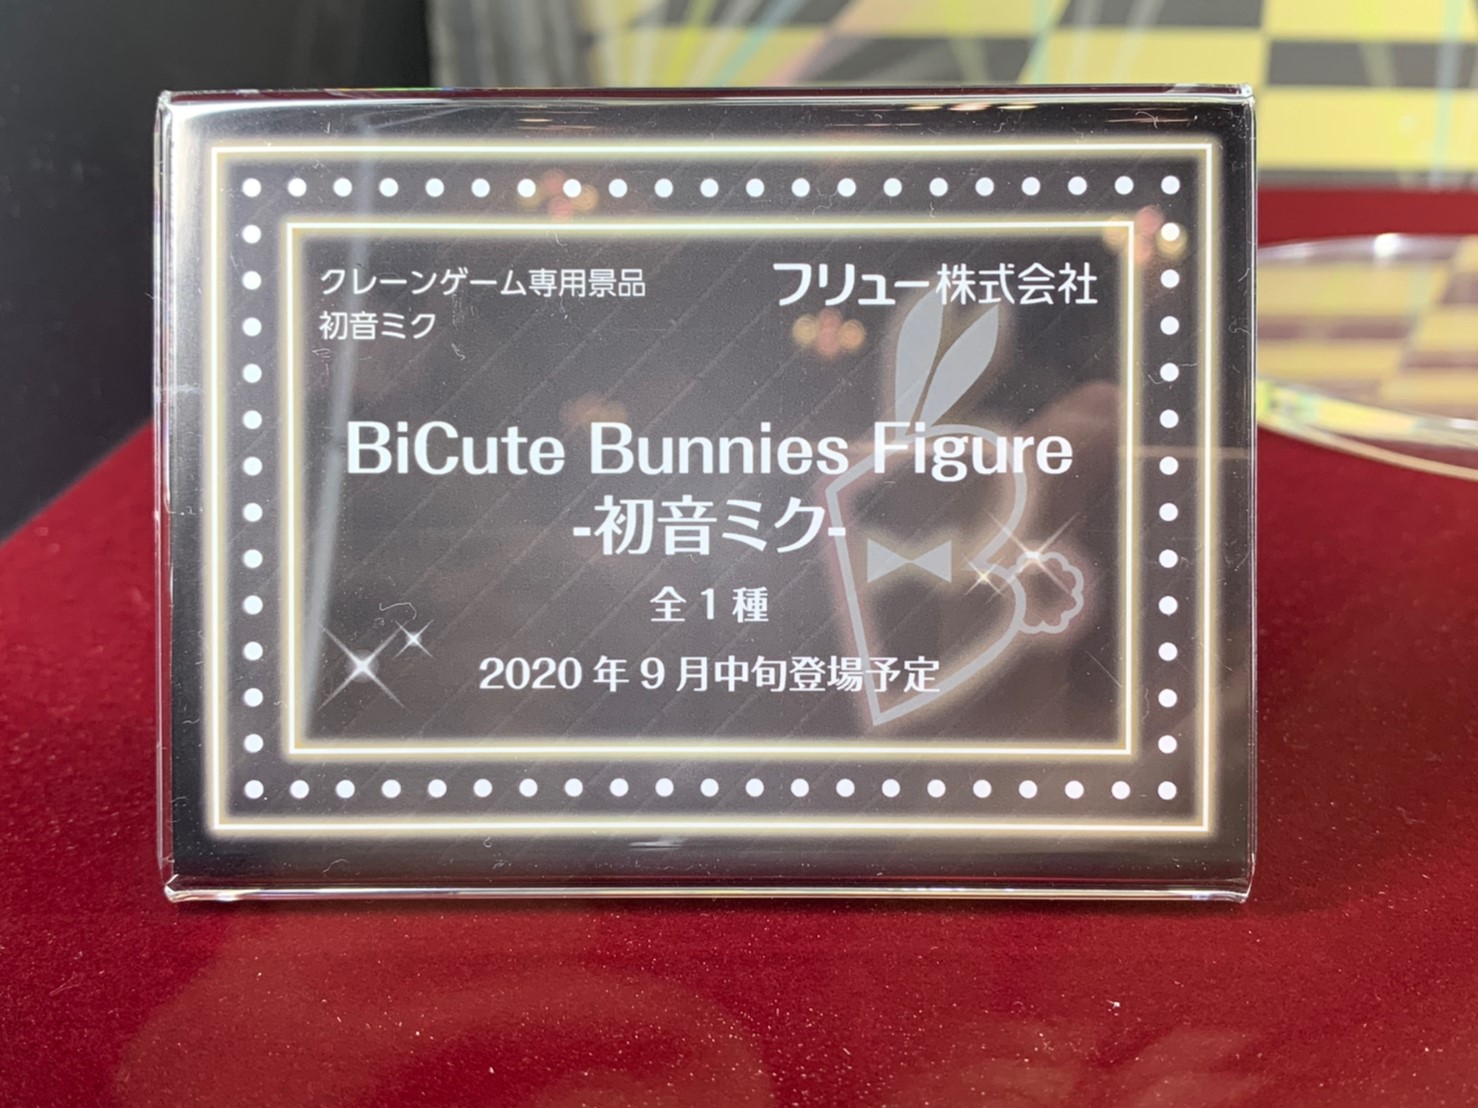 クレーンゲーム専用景品
フリュー株式会社
初音ミク
BiCute Bunnies Figure
-初音ミク-
全1種
2020年9月中旬登場予定